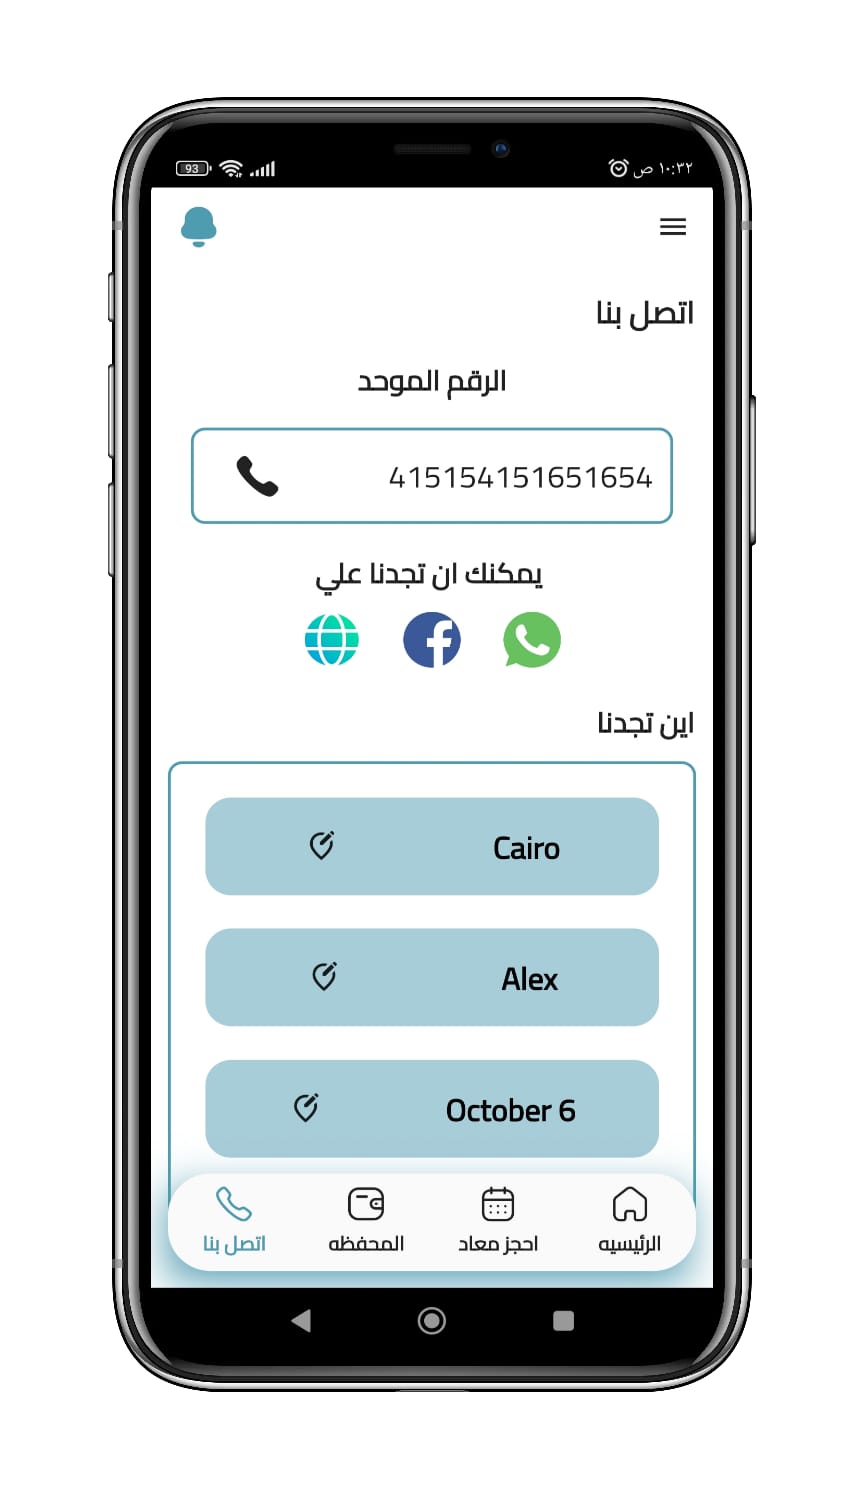 ١٠:٣٢ ص
93
اتصل بنا
الرقم الموحد
415154151651654
يمكنك ان تجدنا علي
اين تجدنا
Cairo
Alex
October 6
الرئيسيه
احجز معاد
المحفظه
اتصل بنا